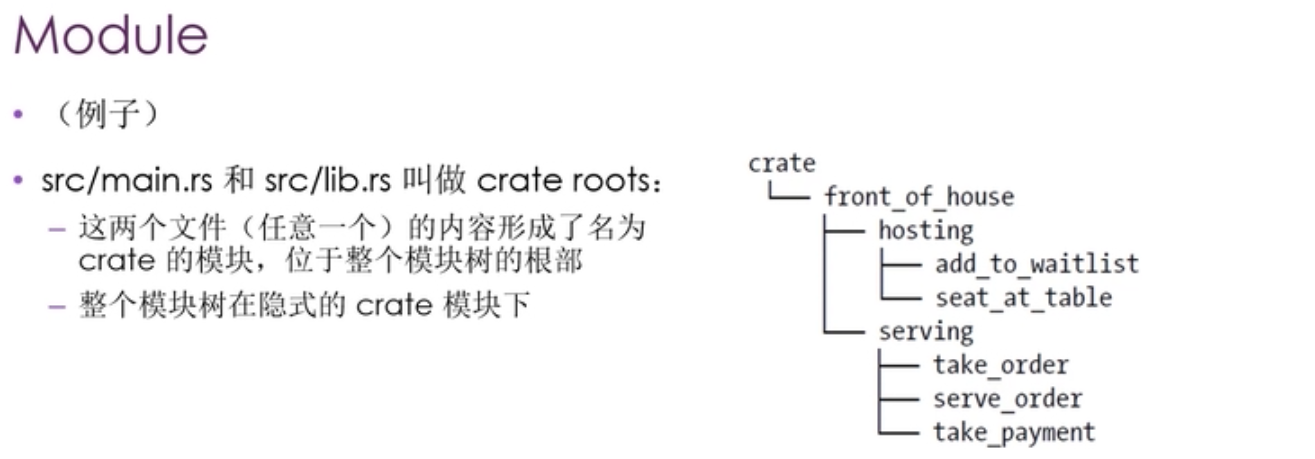 Module
• （例子）
• src/main.rs 和 src/lib.rs 叫做 crate roots：
– 这两个文件（任意一个）的内容形成了名为
crate 的模块，位于整个模块树的根部
– 整个模块树在隐式的 crate 模块下
crate
front_of_house
hosting
add_to_waitlist
seat_at_table
serving
take_order
serve_order
take_payment